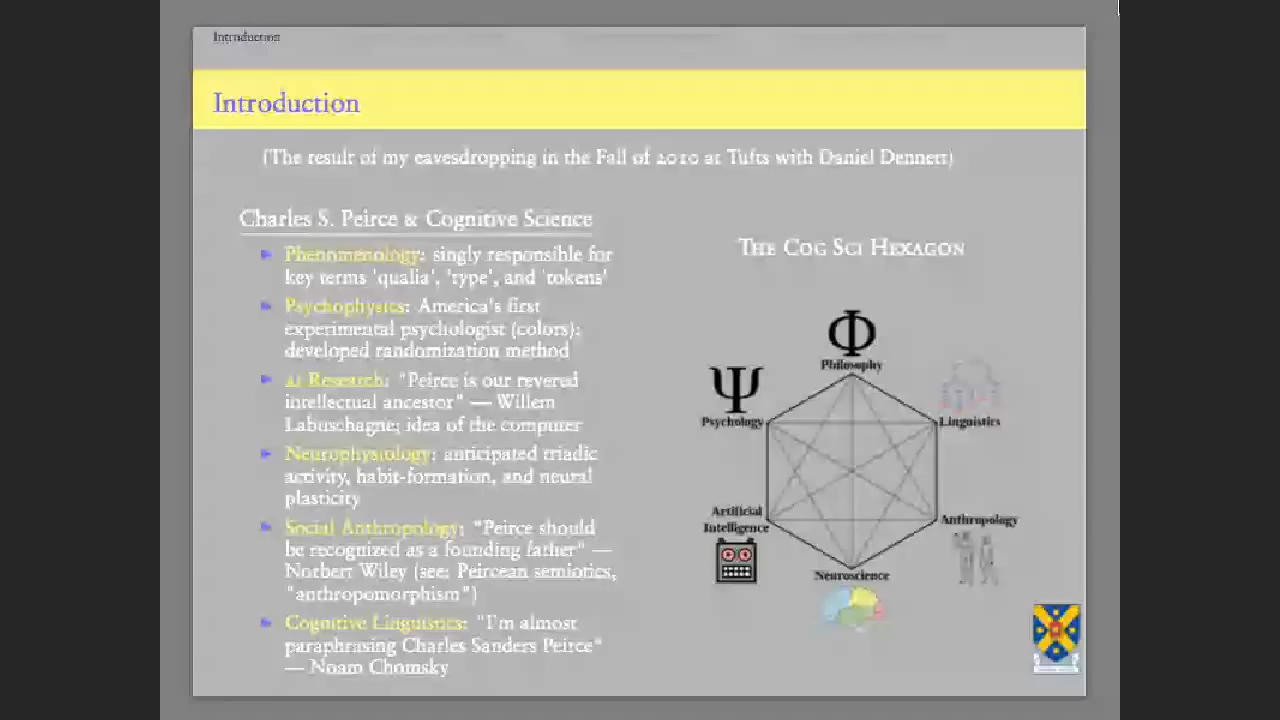 Introduction
Introduction
(The result of my eavesdropping in the Fall of 2010 at Tufts with Daniel Dennett)
Charles S. Peirce & Cognitive Science
Phenomenology: singly responsible for
key terms 'qualia', 'type', and 'tokens'
Psychophysics: America's first
experimental psychologist (colors);
developed randomization method
AI Research: "Peirce is our revered
intellectual ancestor" — Willem
Labuschagne; idea of the computer
Neurophysiology: anticipated triadic
activity, habit-formation, and neural
plasticity
Social Anthropology: "Peirce should
be recognized as a founding father" —
Norbert Wiley (see: Peircean semiotics,
"anthropomorphism")
Cognitive Linguistics: "I'm almost
paraphrasing Charles Sanders Peirce"
— Noam Chomsky
The Cog Sci Hexagon
Φ
Philosophy
Ψ
Psychology
Linguistics
Artificial
Intelligence
Anthropology
Neuroscience